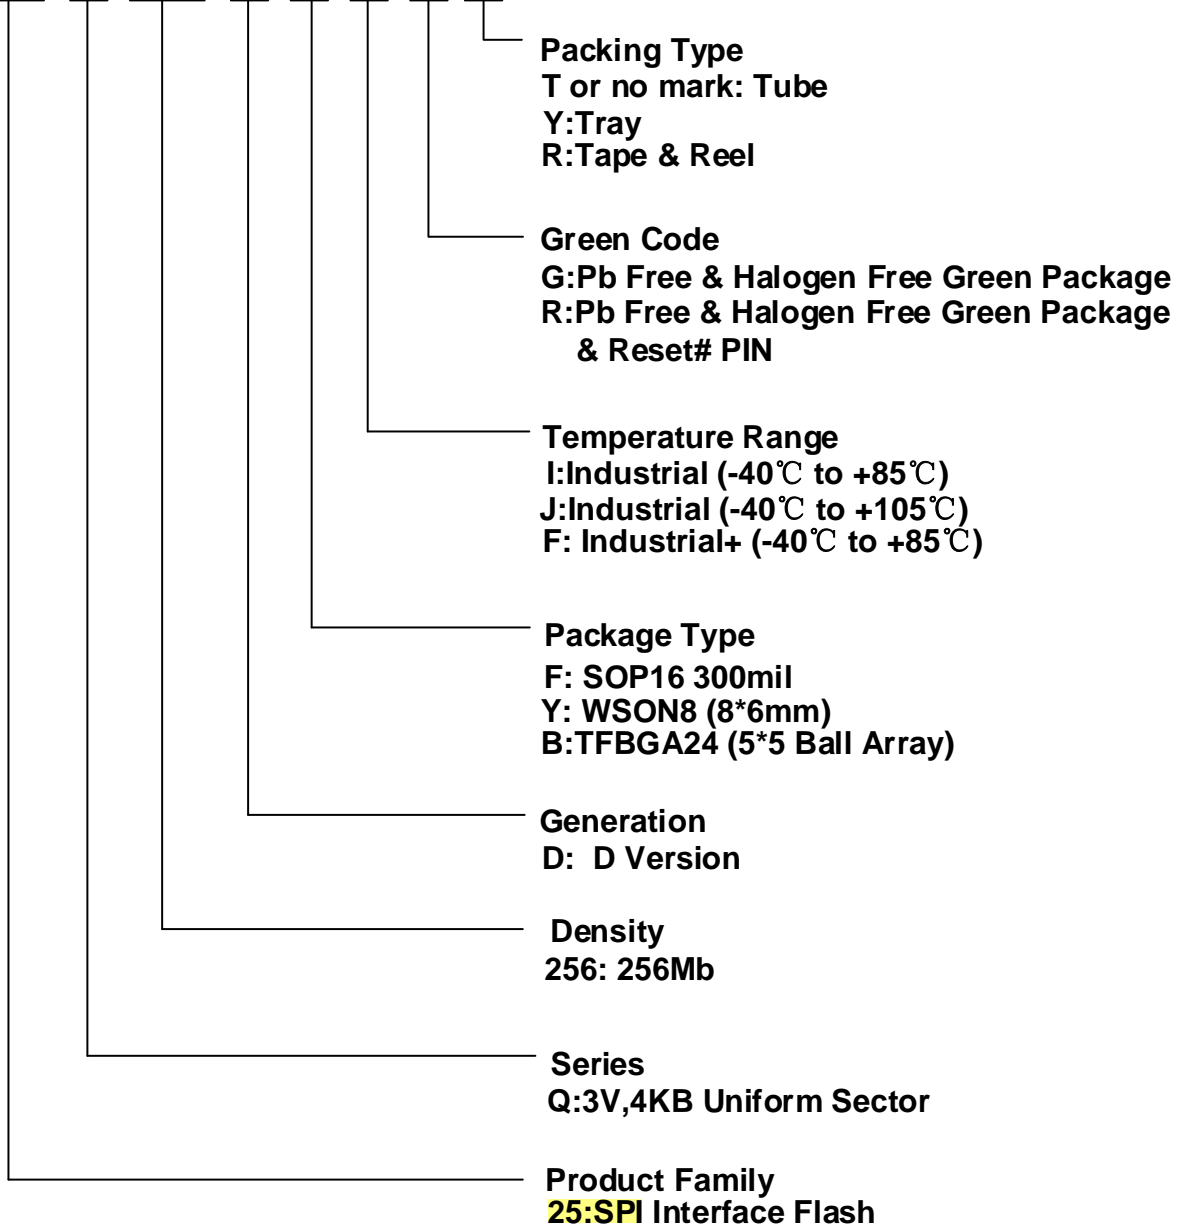 Packing Type
T or no mark: Tube
Y:Tray
R:Tape & Reel
Green Code
G:Pb Free & Halogen Free Green Package
R:Pb Free & Halogen Free Green Package
& Reset# PIN
Temperature Range
I:Industrial (-40℃ to +85℃)
J:Industrial (-40℃ to +105℃)
F: Industrial+ (-40℃ to +85℃)
Package Type
F: SOP16 300mil
Y: WSON8 (8*6mm)
B:TFBGA24 (5*5 Ball Array)
Generation
D: D Version
Density
256: 256Mb
Series
Q:3V,4KB Uniform Sector
Product Family
25:SPI Interface Flash